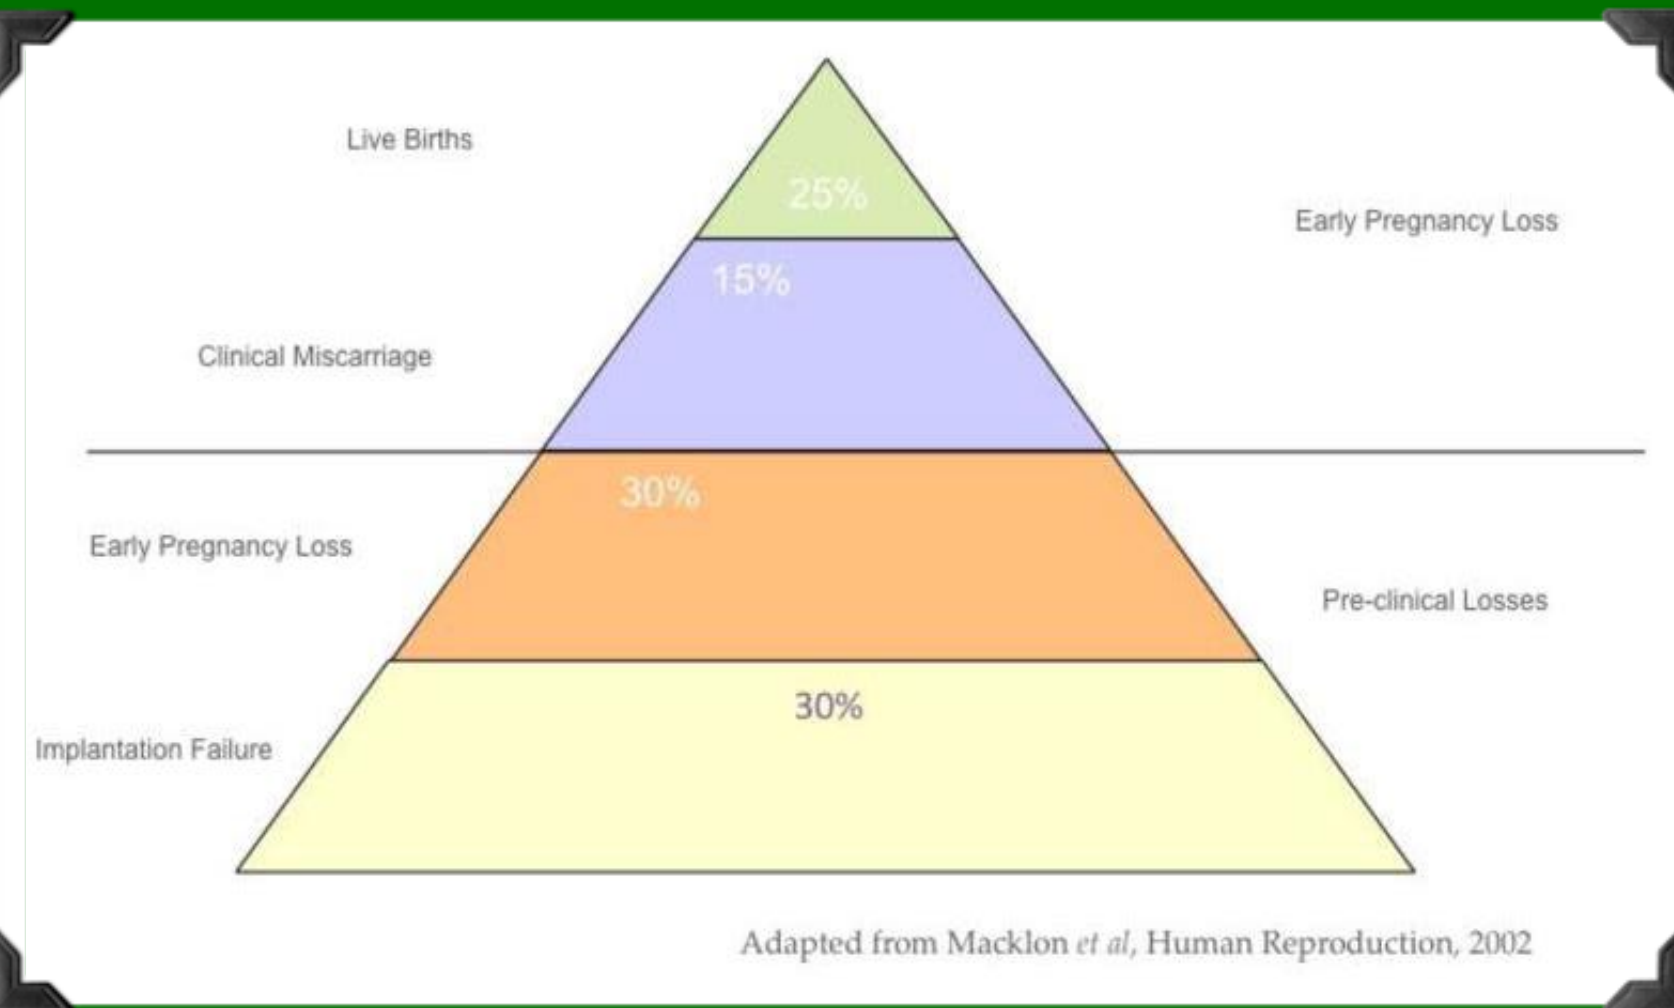 Live Births
25%
Early Pregnancy Loss
15%
Clinical Miscarriage
30%
Early Pregnancy Loss
Pre-clinical Losses
30%
Implantation Failure
Adapted from Macklon et al, Human Reproduction, 2002